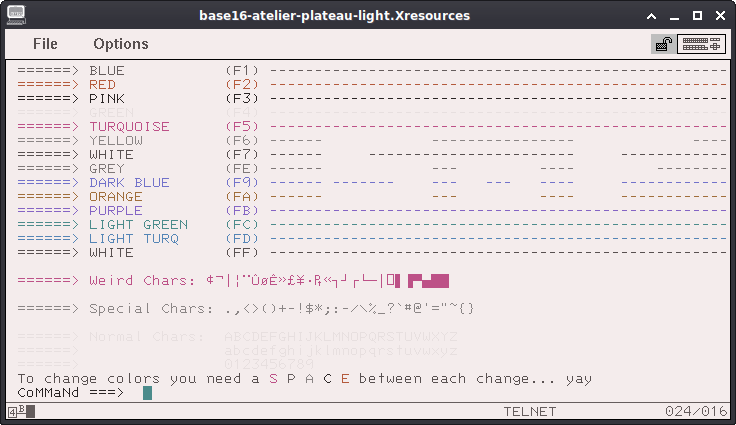 base16-atelier-plateau-light.Xresources
File Options
======> BLUE (F1) ----------------------------------------------------------
======> RED (F2) ----------------------------------------------------------
======> PINK (F3) ----------------------------------------------------------
======> GREEN (F4)
======> TURQUOISE (F5) ----------------------------------------------------------
======> YELLOW (F6) ------- ------------------ ----
======> WHITE (F7) ------- ----------------------------------------------
======> GREY (FE) ------- --- ---- ---
======> DARK BLUE (F9) ------- -------- --- --- ---- --------------
======> ORANGE (FA) ------- --- ---- --------------
======> PURPLE (FB) ----------------------------------------------------------
======> LIGHT GREEN (FC) ----------------------------------------------------------
======> LIGHT TURQ (FD) ----------------------------------------------------------
======> WHITE (FF) ----------------------------------------------------------
======> Weird Chars: ¢¬|¦¨ÛøÊ»£¥·₧«┐┘┌└─│
======> Special Chars: .,<>()+-!$*;:-/\%_?`#@'="~{}
======> Normal Chars: ABCDEFGHIJKLMNOPQRSTUVWXYZ
======> abcdefghijklmnopqrstuvwxyz
======> 0123456789
To change colors you need a S P A C E between each change... yay
CoMMaNd ===>
4B TELNET 024/016